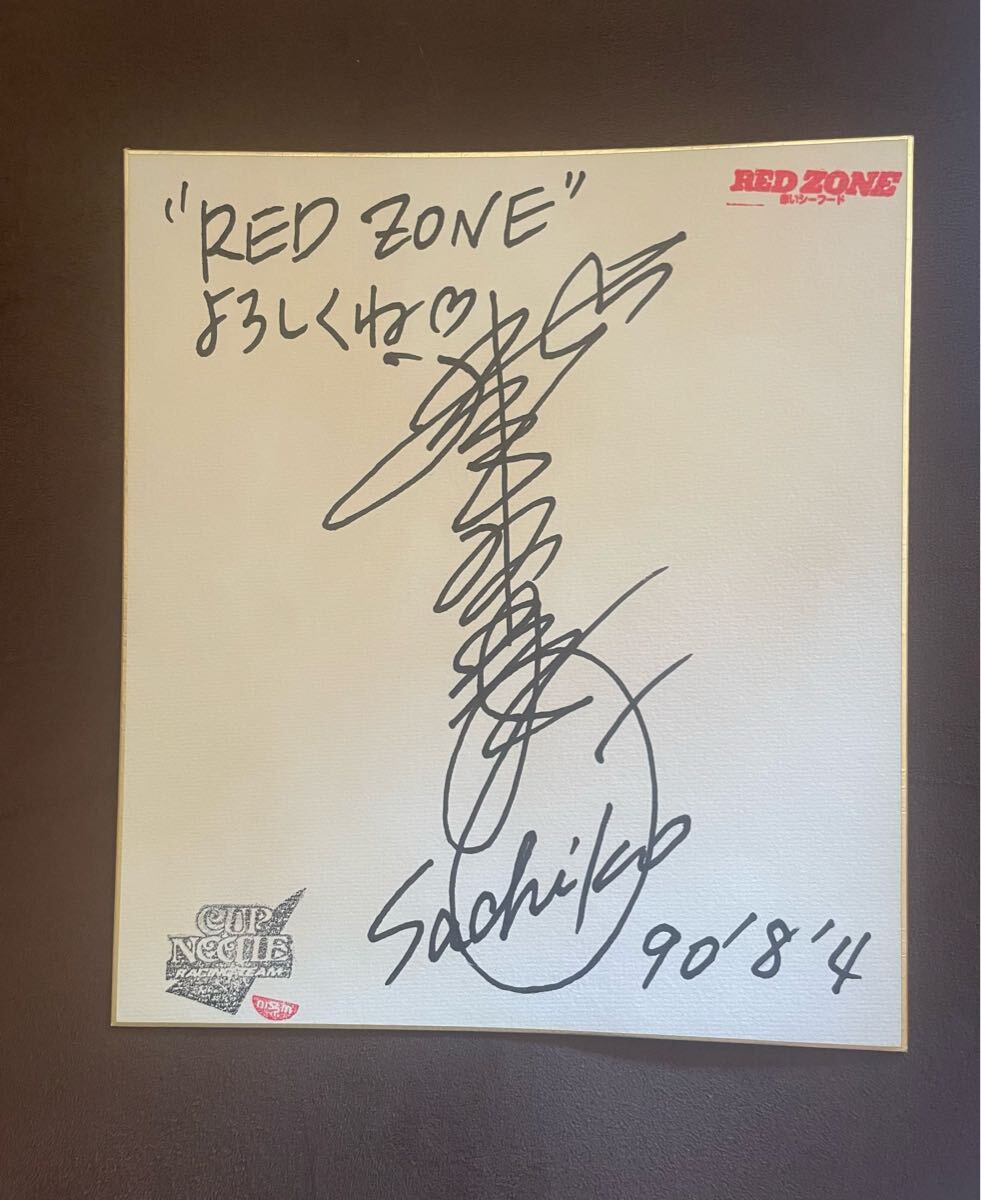 RED ZONE
赤いシーフード
"RED ZONE"
よろしくね♡
Sachiko
90'8'4
CUP
NOODLE
RACING TEAM
NISSIN